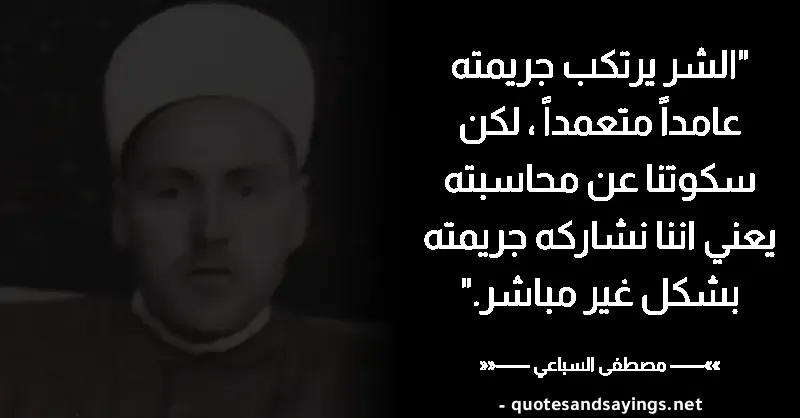 "الشر يرتكب جريمته
عامداً متعمداً ، لكن
سكوتنا عن محاسبته
يعني اننا نشاركه جريمته
بشكل غير مباشر."
»»—— مصطفى السباعي ——««
- quotesandsayings.net